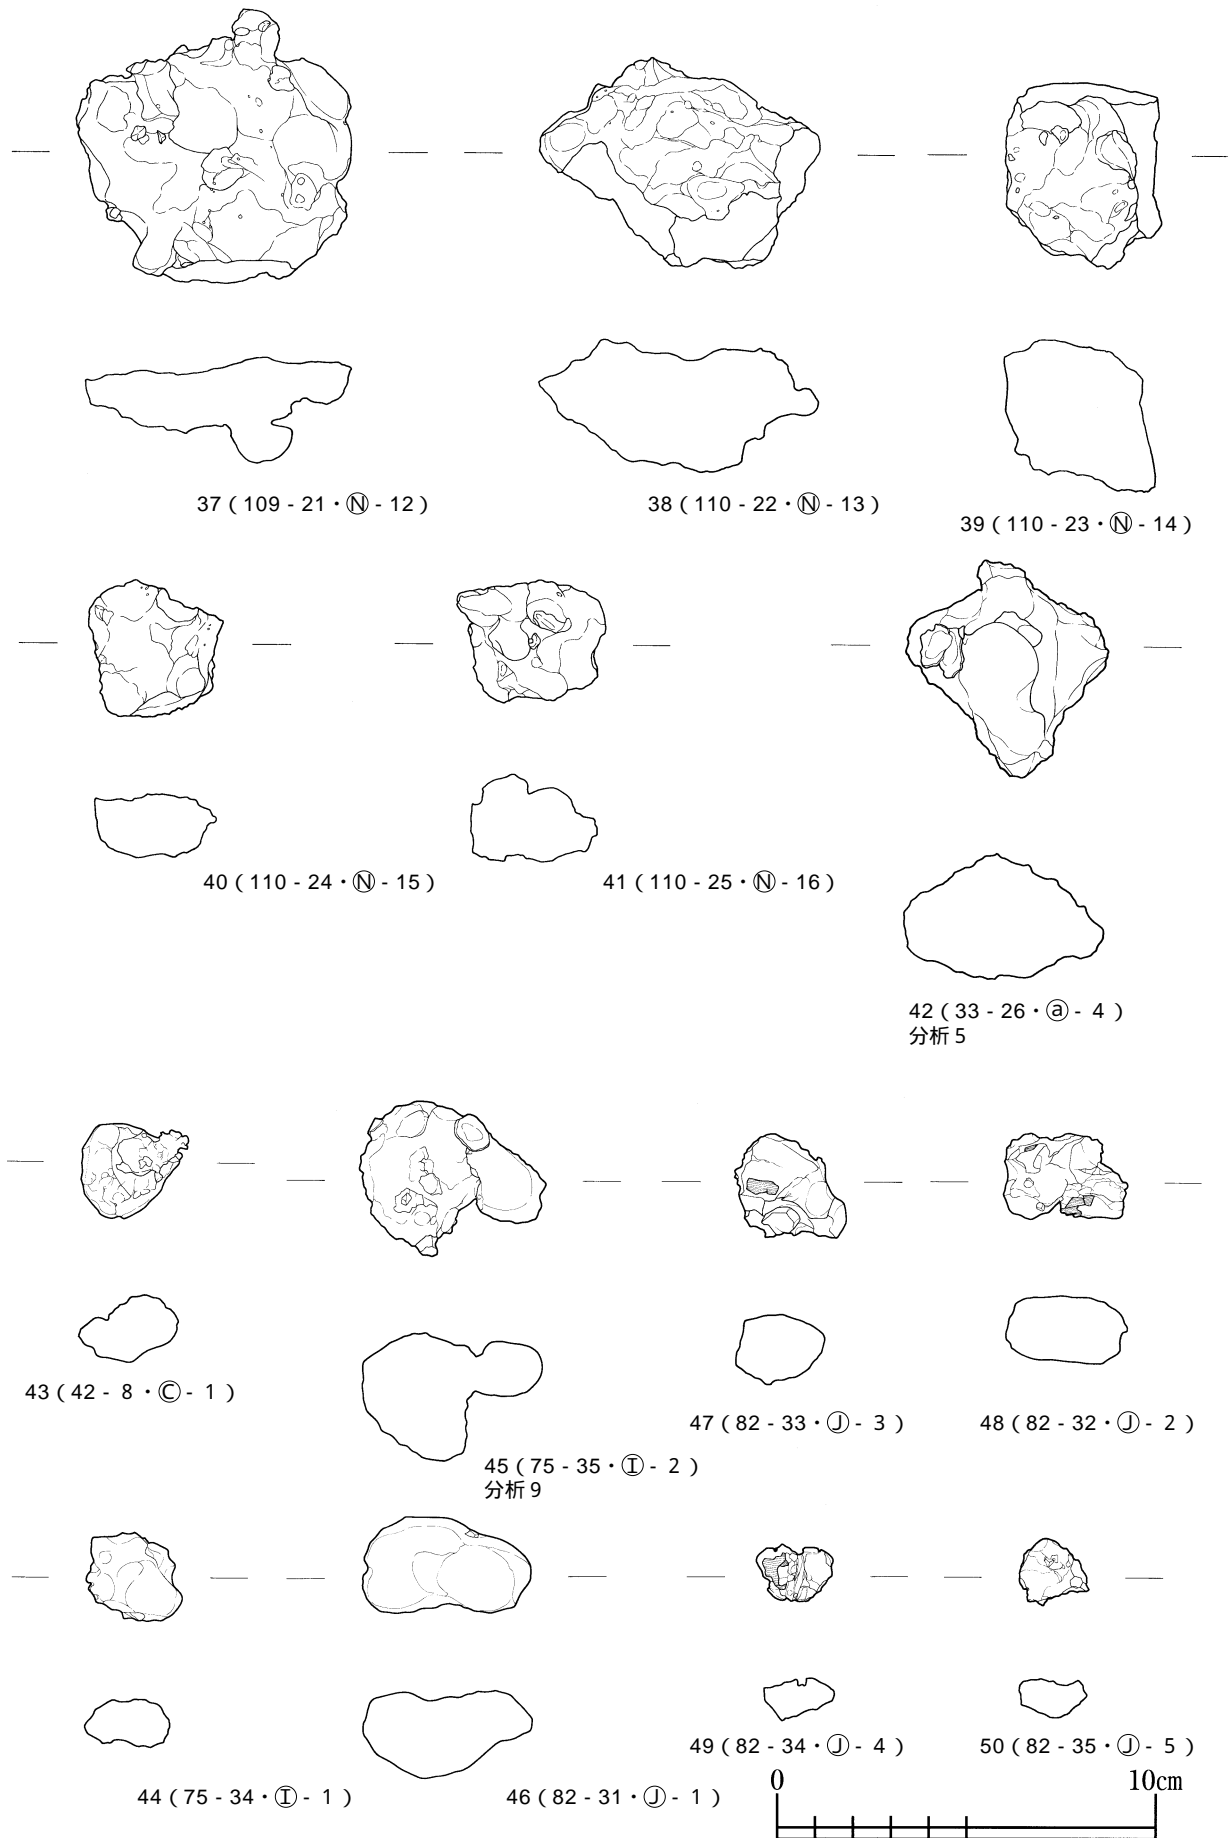 37（109 - 21・Ⓝ - 12）
38（110 - 22・Ⓝ - 13）
39（110 - 23・Ⓝ - 14）
40（110 - 24・Ⓝ - 15）
41（110 - 25・Ⓝ - 16）
42（33 - 26・ⓐ - 4）
分析 5
43（42 - 8・Ⓒ - 1）
45（75 - 35・Ⓘ - 2）
分析 9
47（82 - 33・Ⓙ - 3）
48（82 - 32・Ⓙ - 2）
44（75 - 34・Ⓘ - 1）
46（82 - 31・Ⓙ - 1）
49（82 - 34・Ⓙ - 4）
50（82 - 35・Ⓙ - 5）
0 10cm